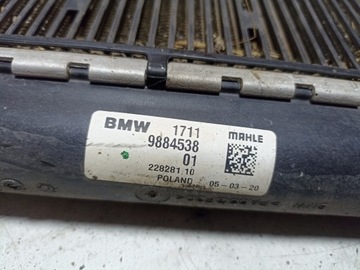 BMW 1711 MAHLE
9884538
01
228281.10
POLAND 05-03-20